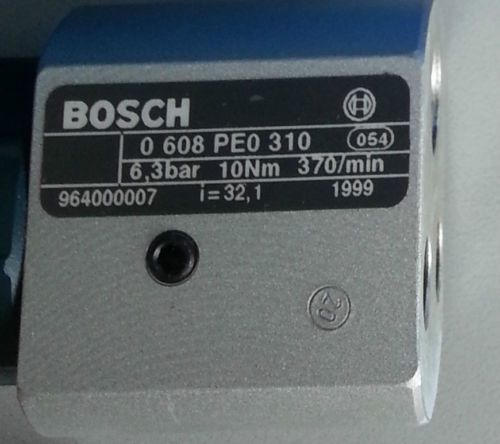 BOSCH
0 608 PE0 310 054
6,3bar 10Nm 370/min
964000007 i=32,1 1999
20